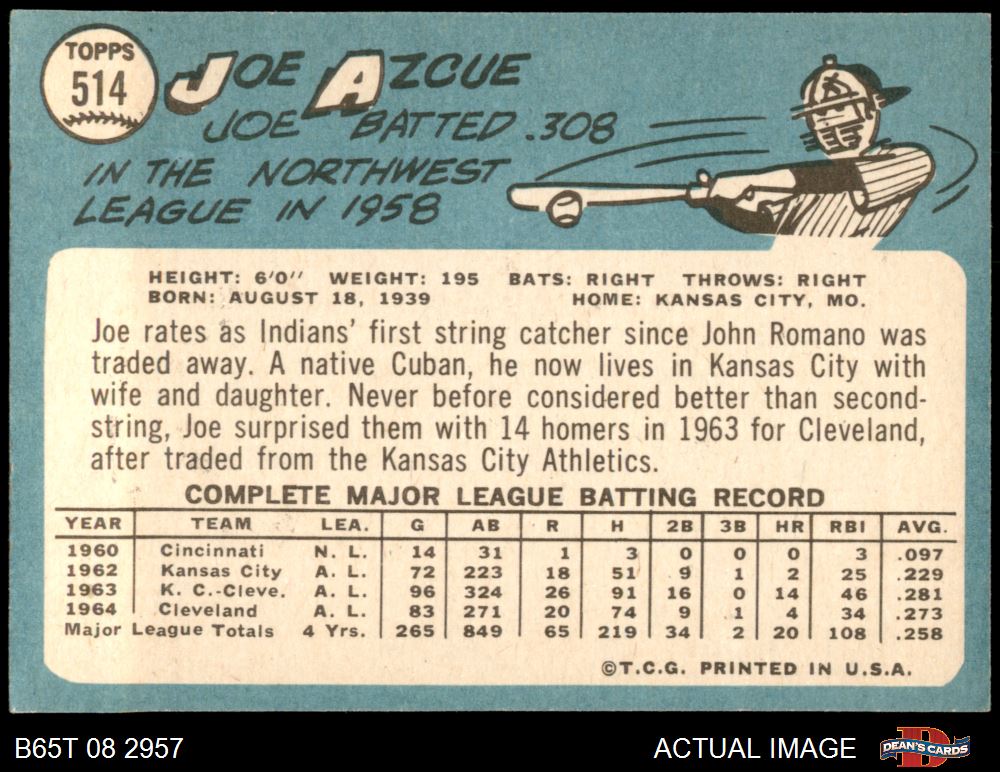 TOPPS
514
JOE AZCUE
JOE BATTED .308
IN THE NORTHWEST
LEAGUE IN 1958
HEIGHT: 6'0" WEIGHT: 195 BATS: RIGHT THROWS: RIGHT
BORN: AUGUST 18, 1939 HOME: KANSAS CITY, MO.
Joe rates as Indians' first string catcher since John Romano was
traded away. A native Cuban, he now lives in Kansas City with
wife and daughter. Never before considered better than second-
string, Joe surprised them with 14 homers in 1963 for Cleveland,
after traded from the Kansas City Athletics.
COMPLETE MAJOR LEAGUE BATTING RECORD
YEAR TEAM LEA. G AB R H 2B 3B HR RBI AVG.
1960 Cincinnati N. L. 14 31 1 3 0 0 0 3 .097
1962 Kansas City A. L. 72 223 18 51 9 1 2 25 .229
1963 K. C.-Cleve. A. L. 96 324 26 91 16 0 14 46 .281
1964 Cleveland A. L. 83 271 20 74 9 1 4 34 .273
Major League Totals 4 Yrs. 265 849 65 219 34 2 20 108 .258
©T.C.G. PRINTED IN U.S.A.
B65T 08 2957 ACTUAL IMAGE D DEAN'S CARDS